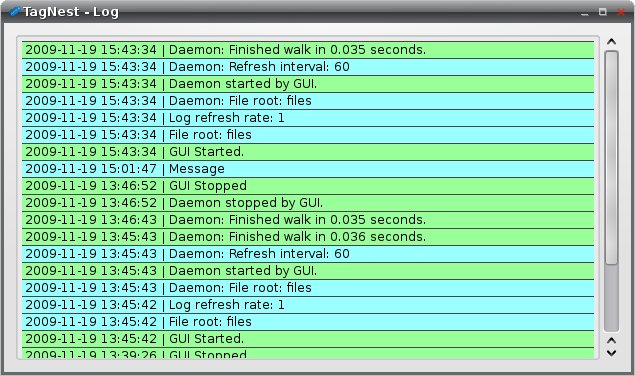 TagNest - Log
2009-11-19 15:43:34 | Daemon: Finished walk in 0.035 seconds.
2009-11-19 15:43:34 | Daemon: Refresh interval: 60
2009-11-19 15:43:34 | Daemon started by GUI.
2009-11-19 15:43:34 | Daemon: File root: files
2009-11-19 15:43:34 | Log refresh rate: 1
2009-11-19 15:43:34 | File root: files
2009-11-19 15:43:34 | GUI Started.
2009-11-19 15:01:47 | Message
2009-11-19 13:46:52 | GUI Stopped
2009-11-19 13:46:52 | Daemon stopped by GUI.
2009-11-19 13:46:43 | Daemon: Finished walk in 0.035 seconds.
2009-11-19 13:45:43 | Daemon: Finished walk in 0.036 seconds.
2009-11-19 13:45:43 | Daemon: Refresh interval: 60
2009-11-19 13:45:43 | Daemon started by GUI.
2009-11-19 13:45:43 | Daemon: File root: files
2009-11-19 13:45:42 | Log refresh rate: 1
2009-11-19 13:45:42 | File root: files
2009-11-19 13:45:42 | GUI Started.
2009-11-19 13:39:26 | GUI Stopped